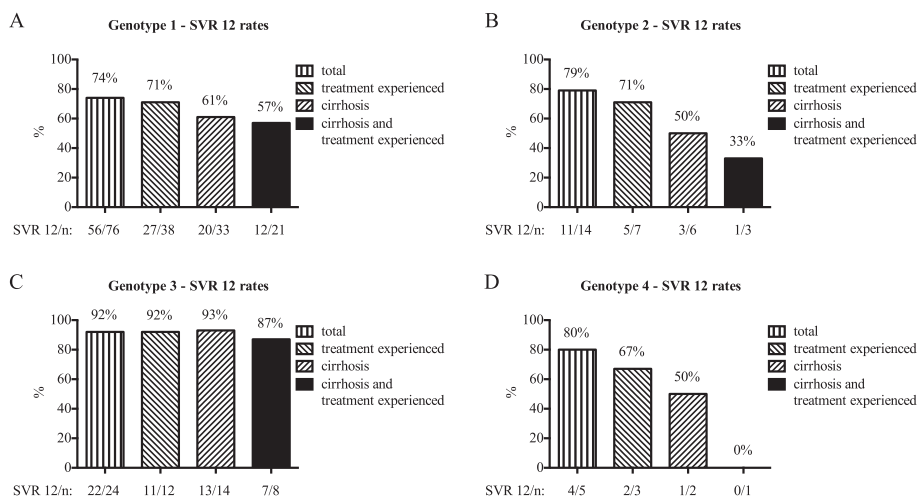 A
Genotype 1 - SVR 12 rates
100
80
60
40
20
0
%
74%
71%
61%
57%
total
treatment experienced
cirrhosis
cirrhosis and
treatment experienced
SVR 12/n: 56/76 27/38 20/33 12/21
B
Genotype 2 - SVR 12 rates
100
80
60
40
20
0
%
79%
71%
50%
33%
total
treatment experienced
cirrhosis
cirrhosis and
treatment experienced
SVR 12/n: 11/14 5/7 3/6 1/3
C
Genotype 3 - SVR 12 rates
100
80
60
40
20
0
%
92%
92%
93%
87%
total
treatment experienced
cirrhosis
cirrhosis and
treatment experienced
SVR 12/n: 22/24 11/12 13/14 7/8
D
Genotype 4 - SVR 12 rates
100
80
60
40
20
0
%
80%
67%
50%
0%
total
treatment experienced
cirrhosis
cirrhosis and
treatment experienced
SVR 12/n: 4/5 2/3 1/2 0/1